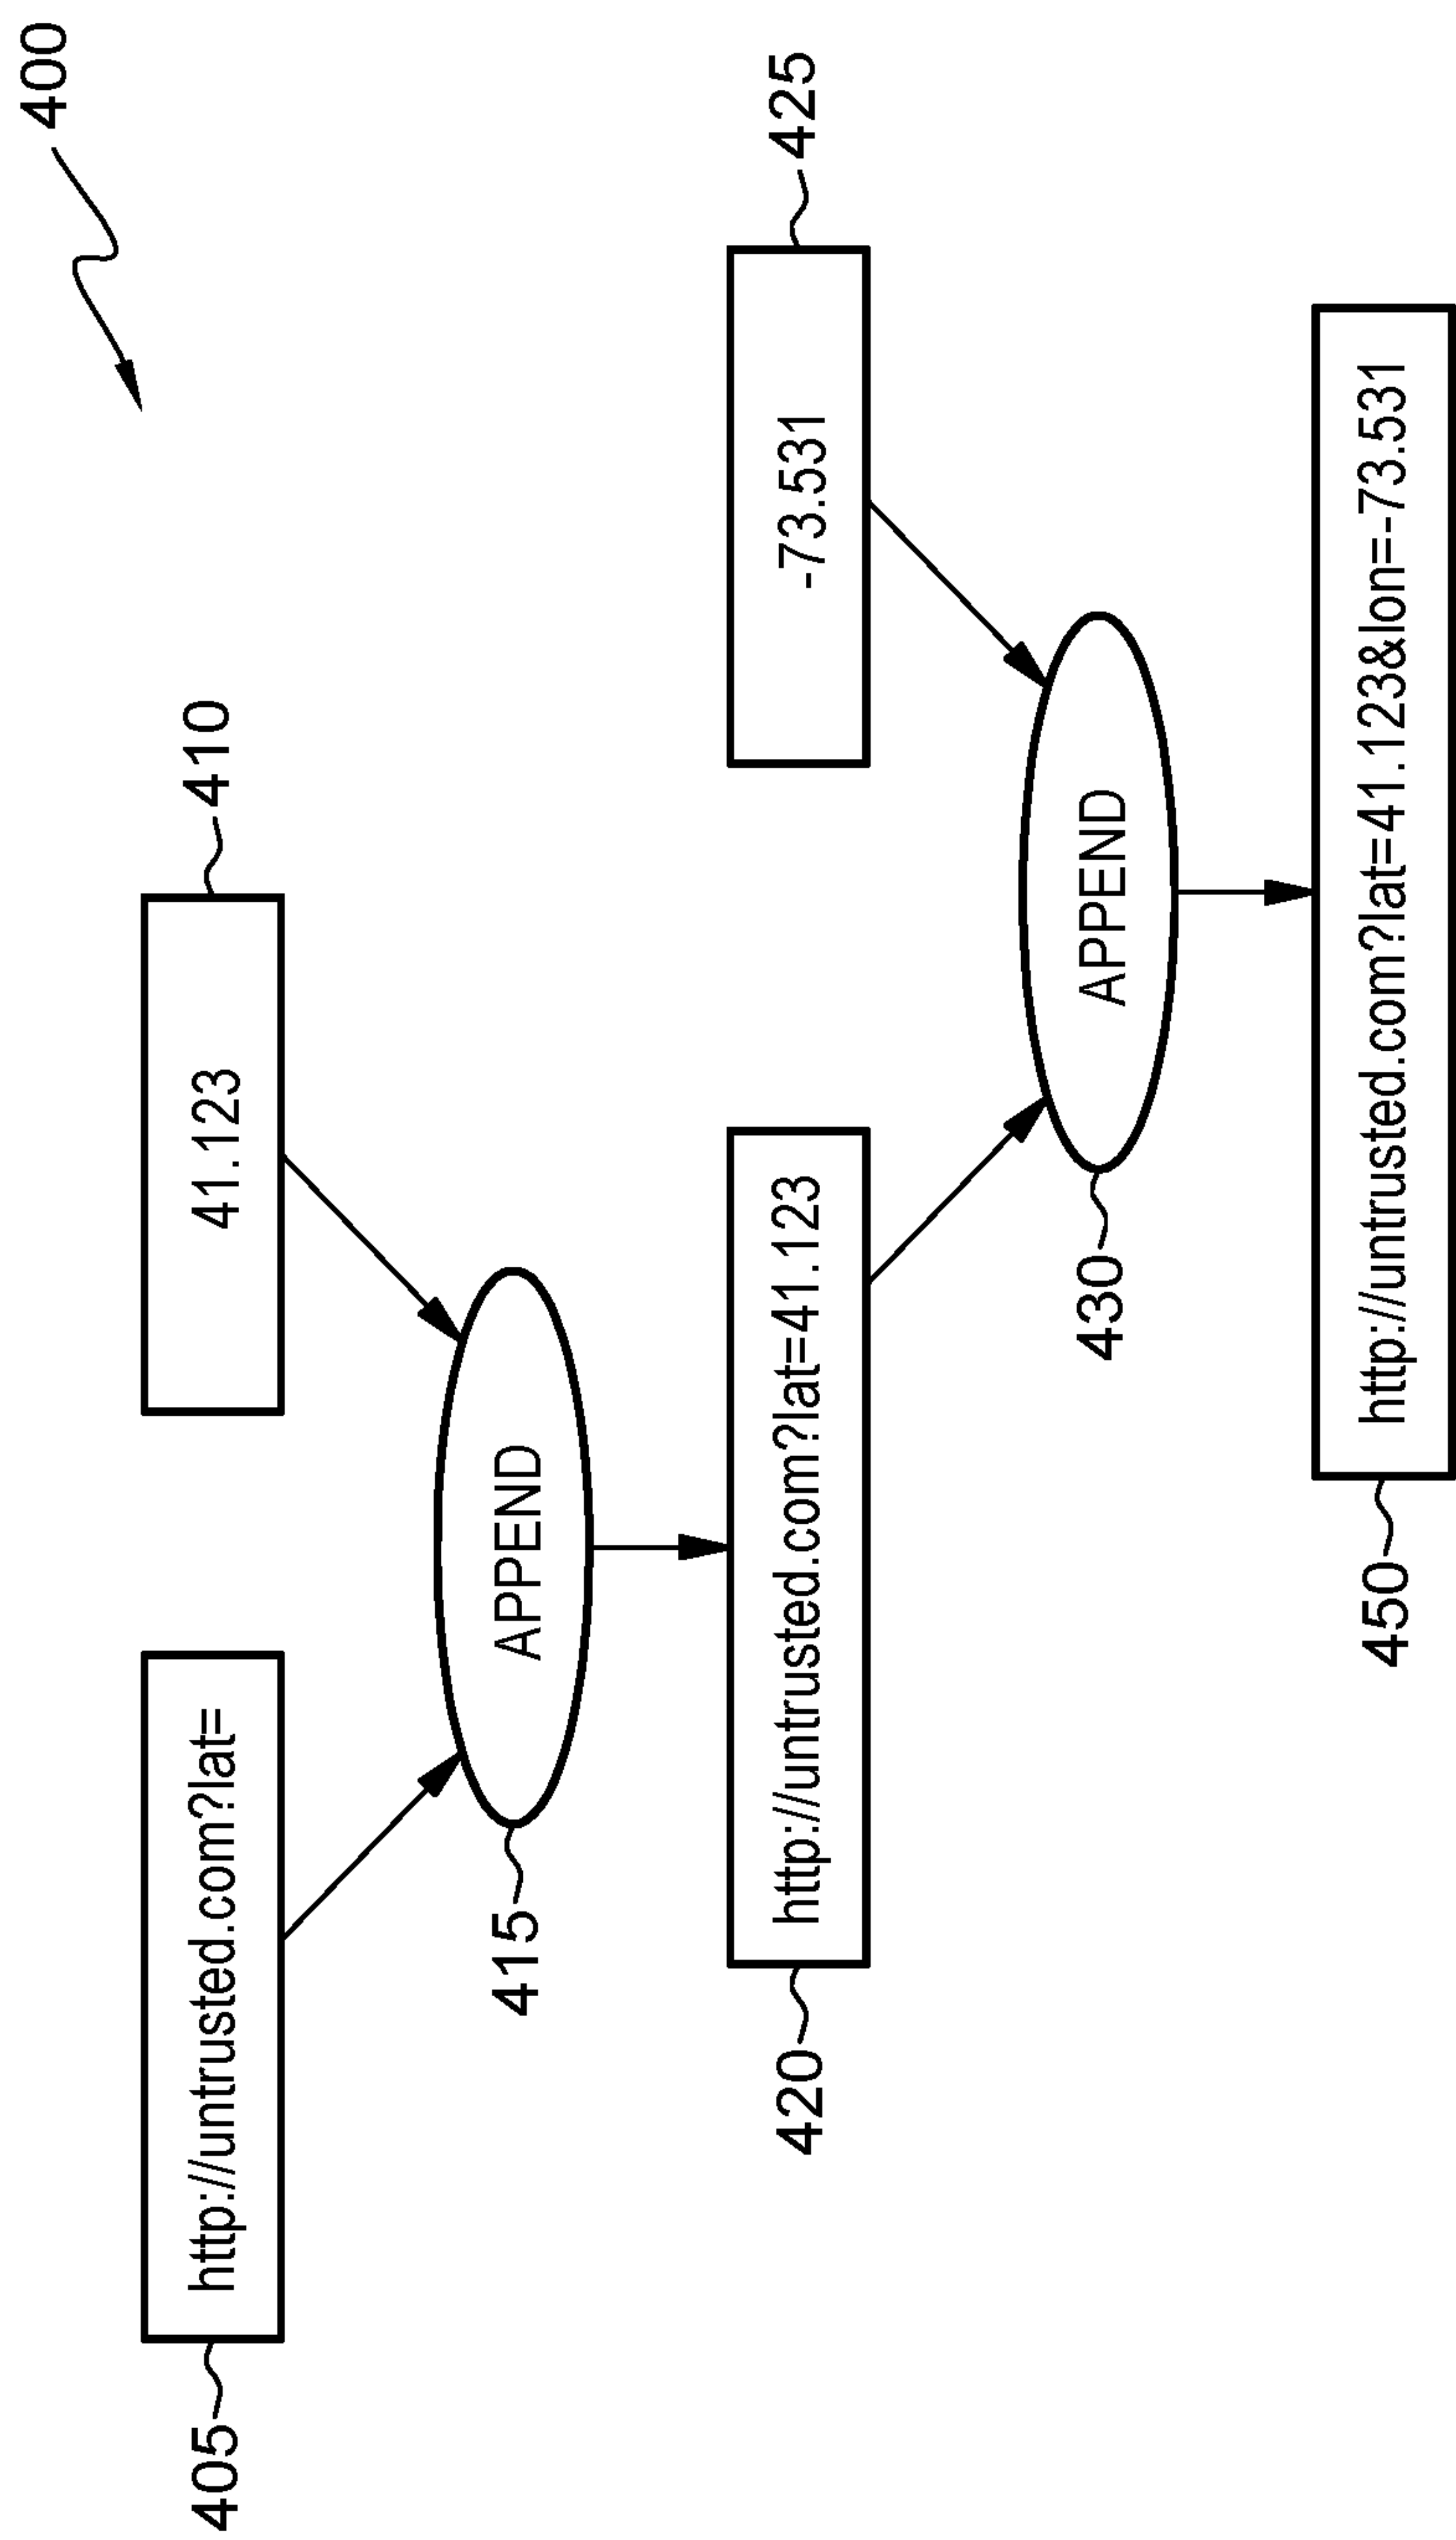 400
405
http://untrusted.com?lat=
41.123
410
415
APPEND
420
http://untrusted.com?lat=41.123
-73.531
425
430
APPEND
450
http://untrusted.com?lat=41.123&lon=-73.531